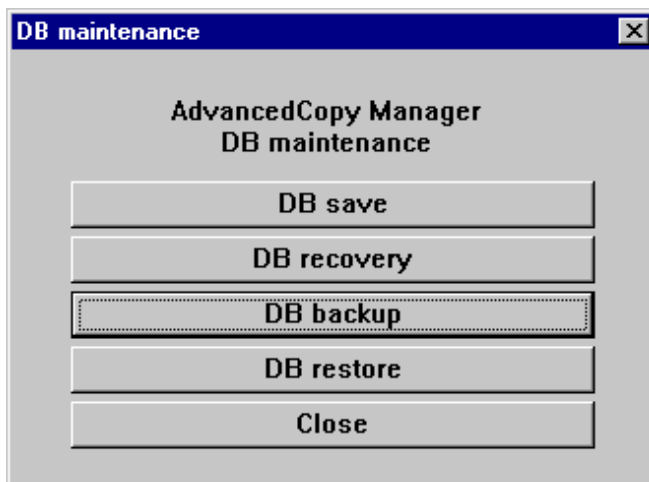 DB maintenance
AdvancedCopy Manager
DB maintenance
DB save
DB recovery
DB backup
DB restore
Close